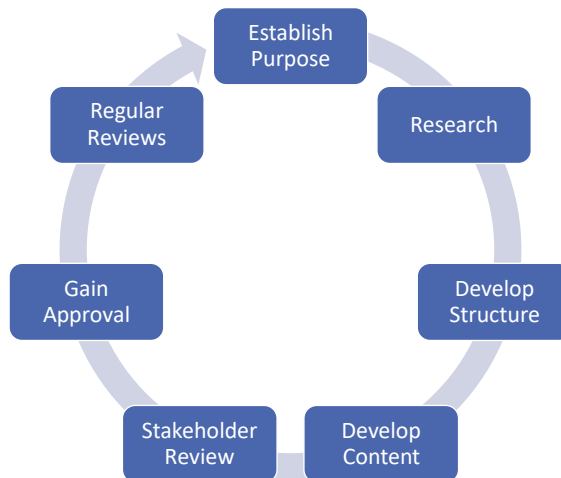 Establish
Purpose
Research
Develop
Structure
Develop
Content
Stakeholder
Review
Gain
Approval
Regular
Reviews